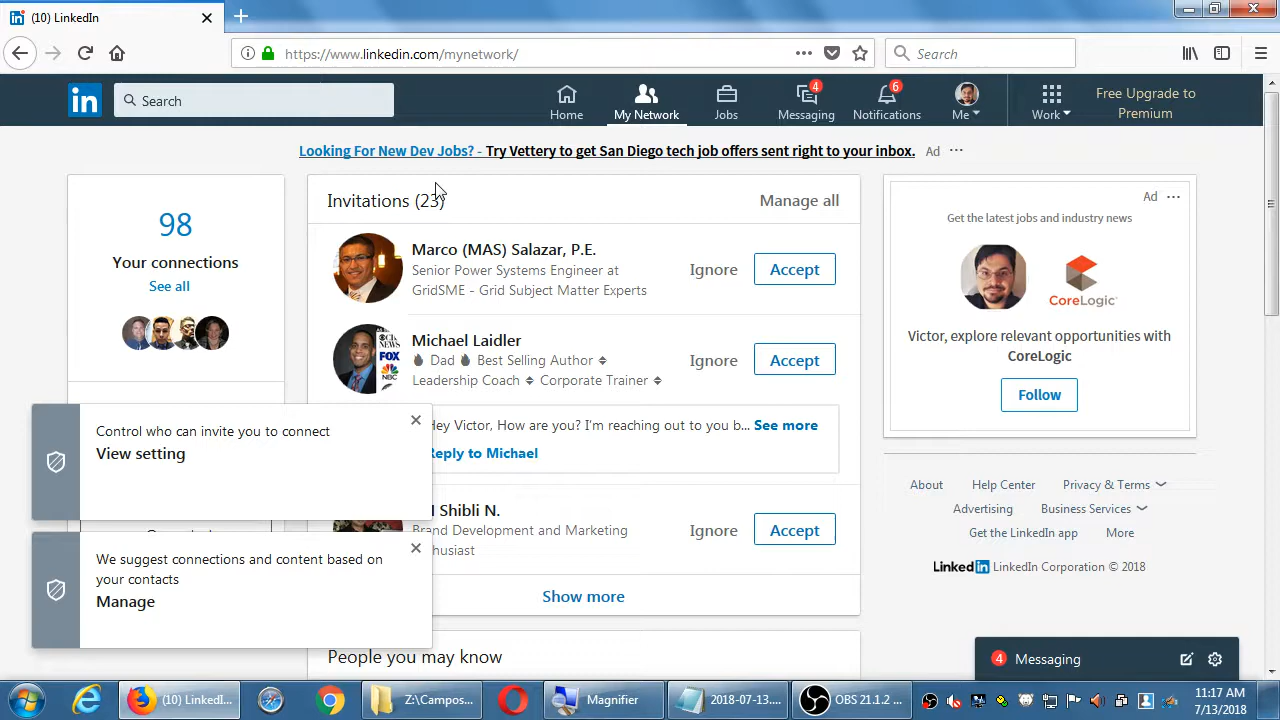 (10) LinkedIn
https://www.linkedin.com/mynetwork/
Search
in
Search
Home
My Network
Jobs
4
Messaging
6
Notifications
Me
Work
Free Upgrade to
Premium
Looking For New Dev Jobs? - Try Vettery to get San Diego tech job offers sent right to your inbox.
Ad
98
Your connections
See all
Invitations (23)
Manage all
Marco (MAS) Salazar, P.E.
Senior Power Systems Engineer at
GridSME - Grid Subject Matter Experts
Ignore
Accept
Michael Laidler
Dad Best Selling Author
Leadership Coach Corporate Trainer
CBS
NEWS
FOX
NBC
Ignore
Accept
Hey Victor, How are you? I'm reaching out to you b... See more
Reply to Michael
Shibli N.
Brand Development and Marketing
Ignore
Accept
Show more
People you may know
Control who can invite you to connect
View setting
We suggest connections and content based on
your contacts
Manage
Ad
Get the latest jobs and industry news
CoreLogic
Victor, explore relevant opportunities with
CoreLogic
Follow
About
Help Center
Privacy & Terms
Advertising
Business Services
Get the LinkedIn app
More
Linkedin LinkedIn Corporation © 2018
4
Messaging
(10) LinkedI...
Z:\Campos...
Magnifier
2018-07-13....
OBS 21.1.2 ...
11:17 AM
7/13/2018